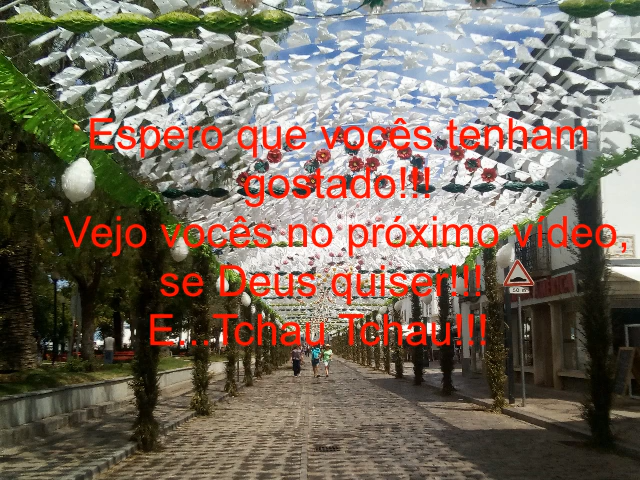 Espero que vocês tenham
gostado!!!
Vejo vocês no próximo vídeo,
se Deus quiser!!!
E...Tchau Tchau!!!